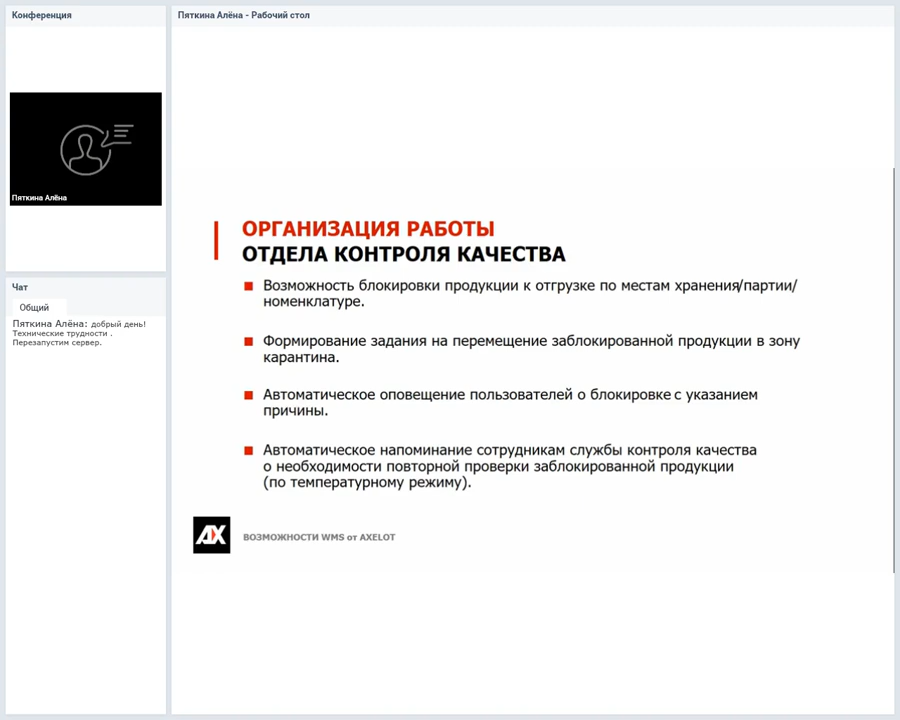 Конференция
Пяткина Алёна
Чат
Общий
Пяткина Алёна: добрый день!
Технические трудности .
Перезапустим сервер.
Пяткина Алёна - Рабочий стол
ОРГАНИЗАЦИЯ РАБОТЫ
ОТДЕЛА КОНТРОЛЯ КАЧЕСТВА
Возможность блокировки продукции к отгрузке по местам хранения/партии/
номенклатуре.
Формирование задания на перемещение заблокированной продукции в зону
карантина.
Автоматическое оповещение пользователей о блокировке с указанием
причины.
Автоматическое напоминание сотрудникам службы контроля качества
о необходимости повторной проверки заблокированной продукции
(по температурному режиму).
AX
ВОЗМОЖНОСТИ WMS от AXELOT